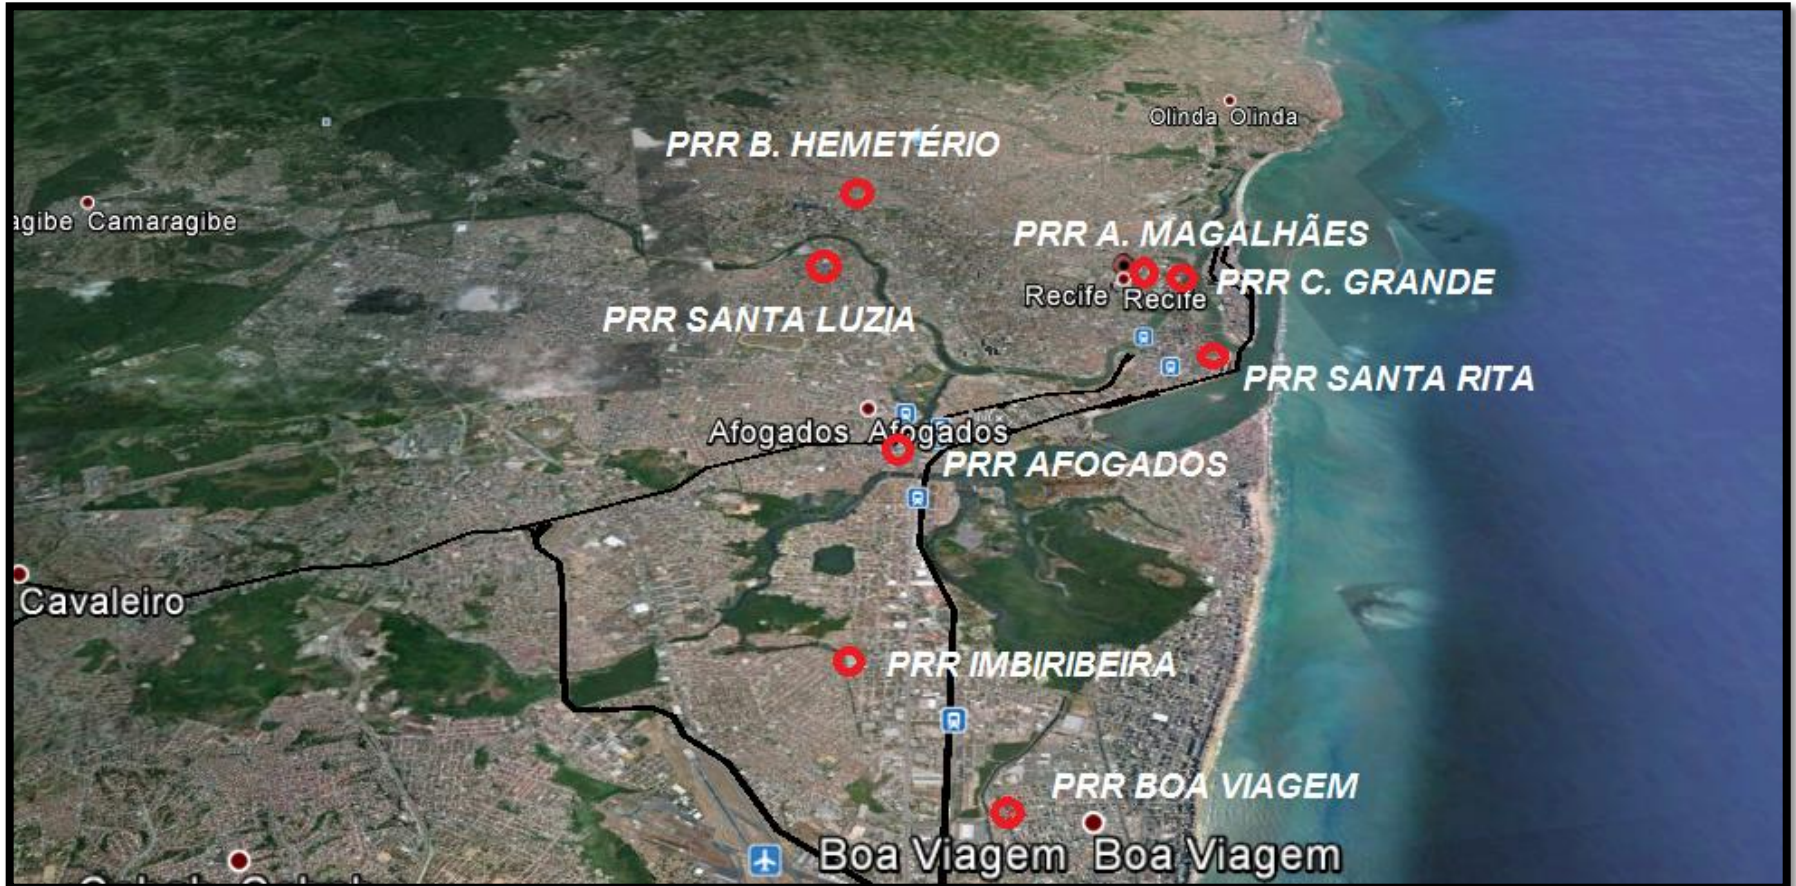 Olinda Olinda
PRR B. HEMETÉRIO
agibe Camaragibe
PRR A. MAGALHÃES
PRR C. GRANDE
Recife Recife
PRR SANTA LUZIA
PRR SANTA RITA
Afogados Afogados
PRR AFOGADOS
Cavaleiro
PRR IMBIRIBEIRA
PRR BOA VIAGEM
Boa Viagem Boa Viagem